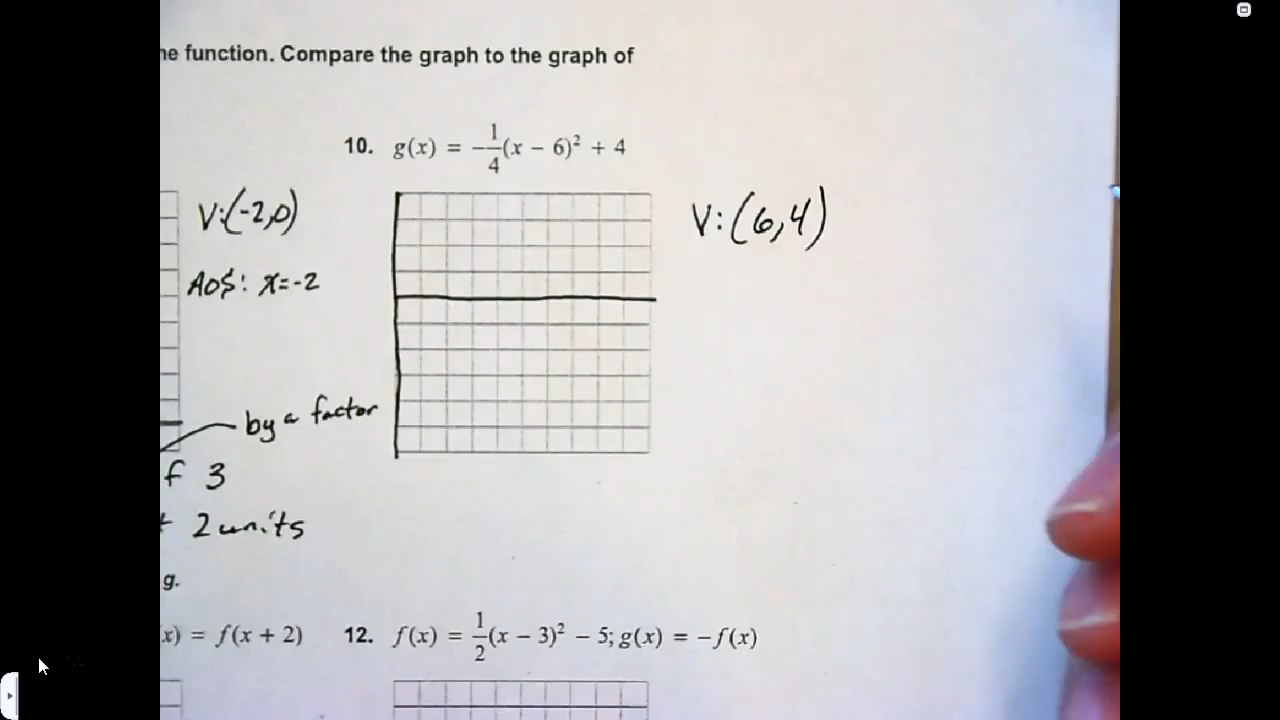 ne function. Compare the graph to the graph of
10. g(x) = -1/4(x - 6)² + 4
V:(-2,0)
V:(6,4)
AOS: x=-2
by a factor
f 3
2 units
g.
x) = f(x + 2)
12. f(x) = 1/2(x - 3)² - 5; g(x) = -f(x)